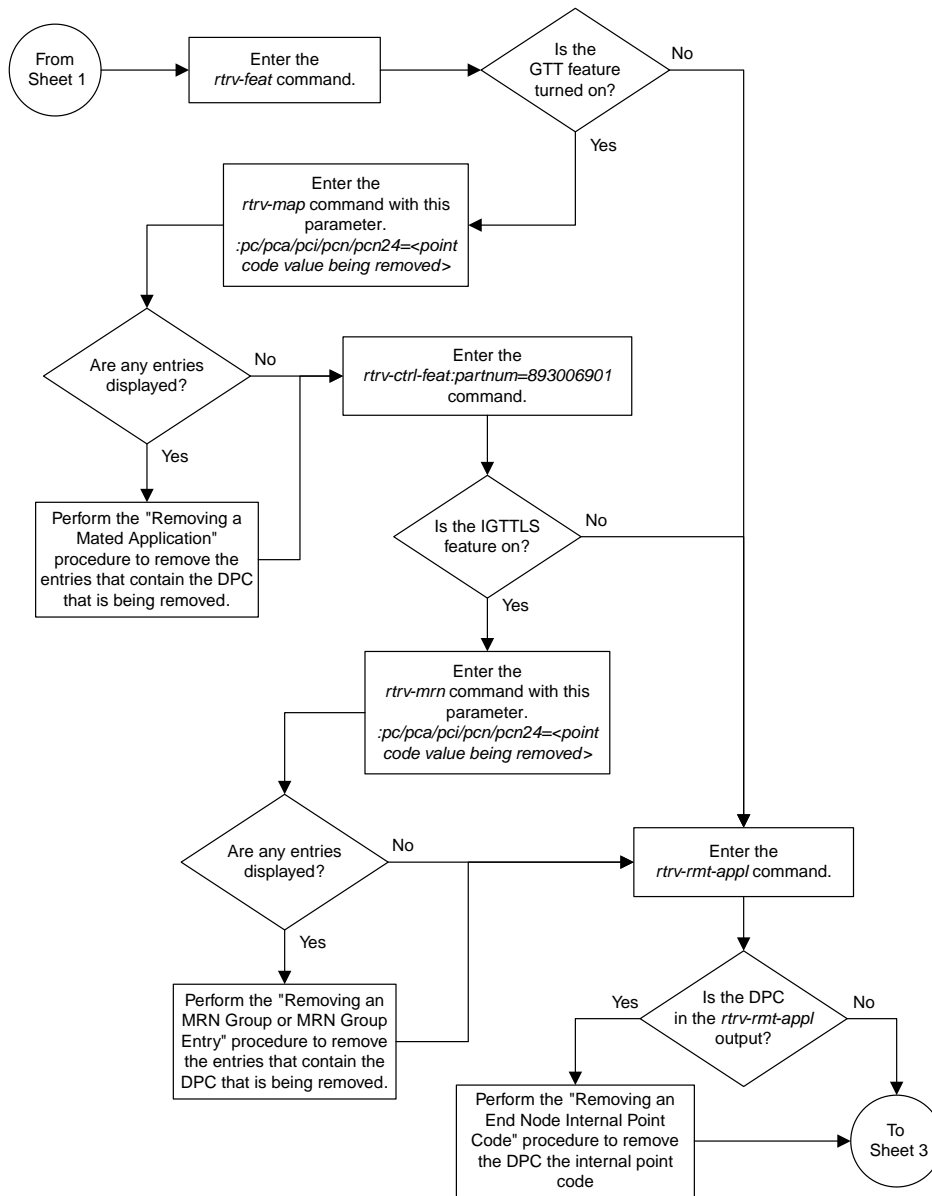 From
Sheet 1
Enter the
rtrv-feat command.
Is the
GTT feature
turned on?
No
Yes
Enter the
rtrv-map command with this
parameter.
:pc/pca/pci/pcn/pcn24=<point
code value being removed>
Are any entries
displayed?
No
Yes
Enter the
rtrv-ctrl-feat:partnum=893006901
command.
Perform the "Removing a
Mated Application"
procedure to remove the
entries that contain the DPC
that is being removed.
Is the IGTTLS
feature on?
No
Yes
Enter the
rtrv-mrn command with this
parameter.
:pc/pca/pci/pcn/pcn24=<point
code value being removed>
Are any entries
displayed?
No
Yes
Enter the
rtrv-rmt-appl command.
Perform the "Removing an
MRN Group or MRN Group
Entry" procedure to remove
the entries that contain the
DPC that is being removed.
Is the DPC
in the rtrv-rmt-appl
output?
Yes
No
Perform the "Removing an
End Node Internal Point
Code" procedure to remove
the DPC the internal point
code
To
Sheet 3